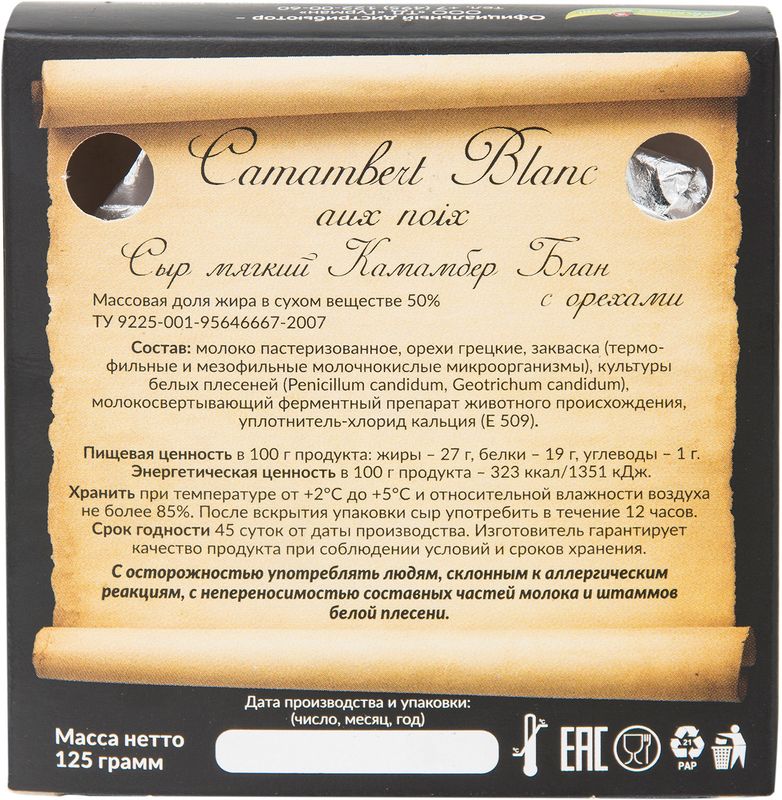 Официальный дистрибьютор –
Camambert Blanc
aux noix
Сыр мягкий Камамбер Блан
с орехами
Массовая доля жира в сухом веществе 50%
ТУ 9225-001-95646667-2007
Состав: молоко пастеризованное, орехи грецкие, закваска (термо-
фильные и мезофильные молочнокислые микроорганизмы), культуры
белых плесеней (Penicillum candidum, Geotrichum candidum),
молокосвертывающий ферментный препарат животного происхождения,
уплотнитель-хлорид кальция (Е 509).
Пищевая ценность в 100 г продукта: жиры – 27 г, белки – 19 г, углеводы – 1 г.
Энергетическая ценность в 100 г продукта – 323 ккал/1351 кДж.
Хранить при температуре от +2°С до +5°С и относительной влажности воздуха
не более 85%. После вскрытия упаковки сыр употребить в течение 12 часов.
Срок годности 45 суток от даты производства. Изготовитель гарантирует
качество продукта при соблюдении условий и сроков хранения.
С осторожностью употреблять людям, склонным к аллергическим
реакциям, с непереносимостью составных частей молока и штаммов
белой плесени.
Дата производства и упаковки:
(число, месяц, год)
Масса нетто
125 грамм
°C
°C
EAC
21
PAP